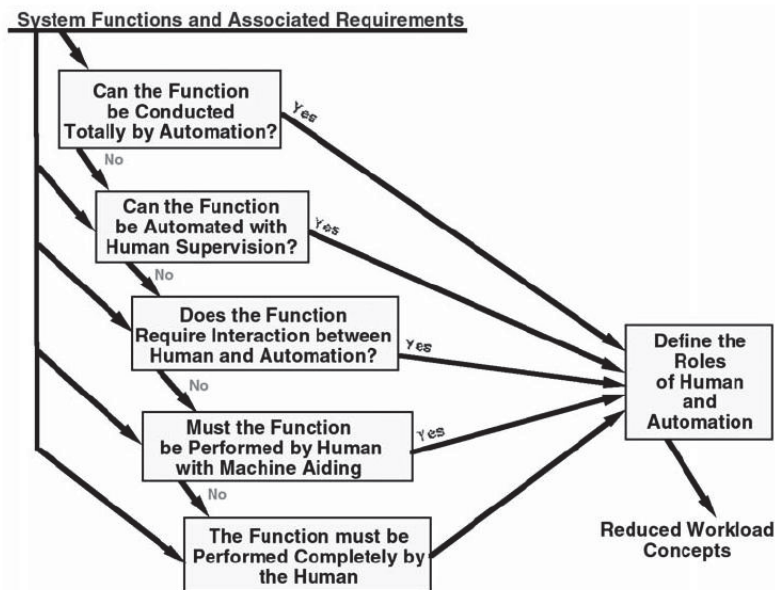 System Functions and Associated Requirements
Can the Function
be Conducted
Totally by Automation?
Yes
No
Can the Function
be Automated with
Human Supervision?
Yes
No
Does the Function
Require Interaction between
Human and Automation?
Yes
No
Must the Function
be Performed by Human
with Machine Aiding
Yes
No
The Function must be
Performed Completely by
the Human
Define the
Roles
of Human
and
Automation
Reduced Workload
Concepts